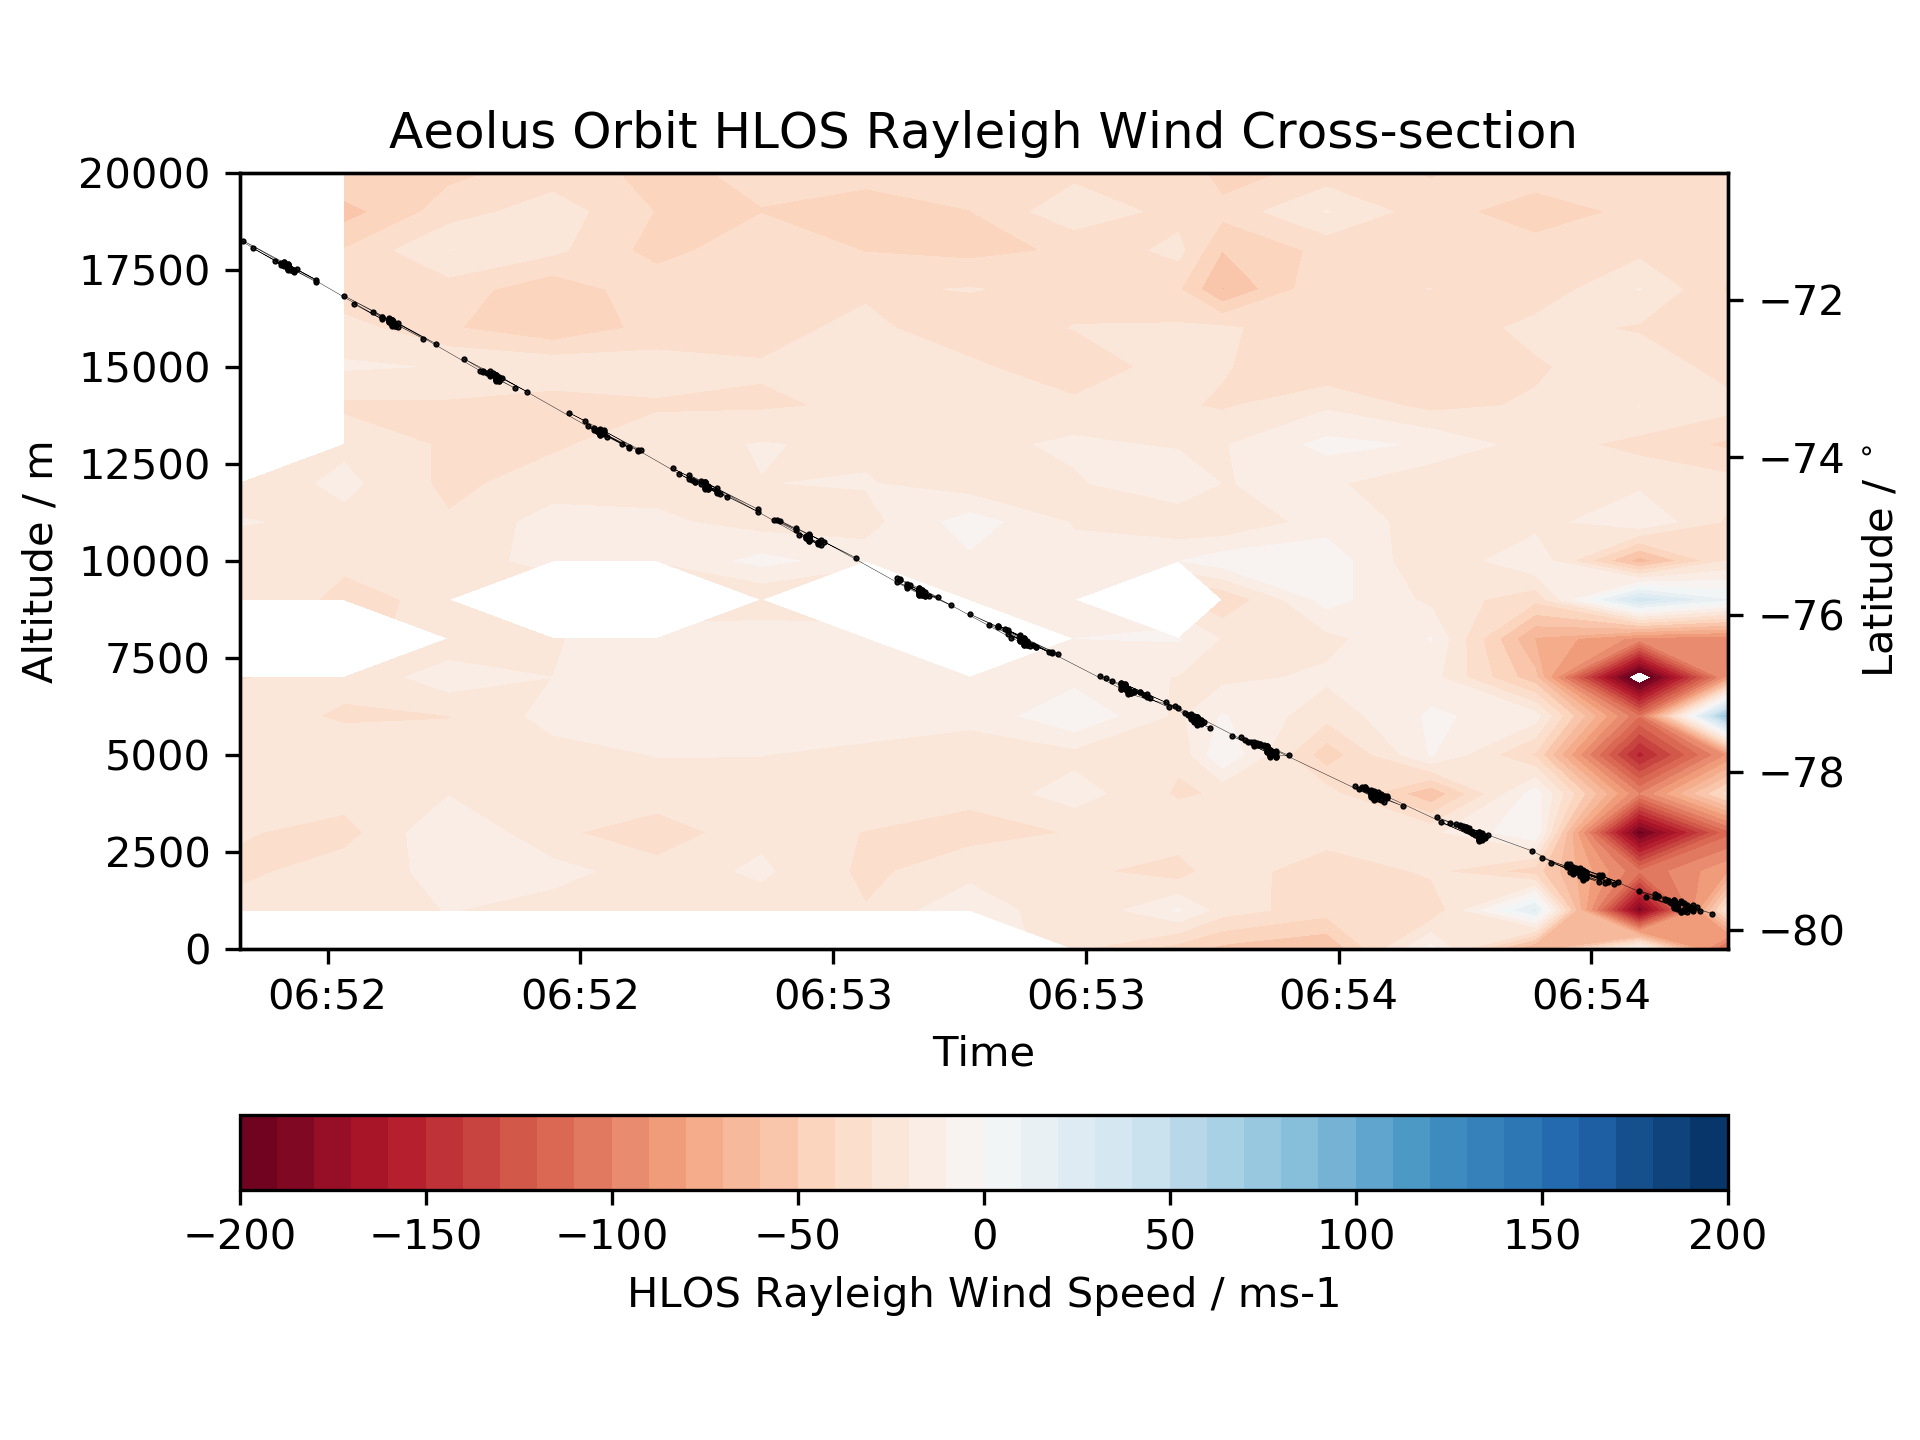 Aeolus Orbit HLOS Rayleigh Wind Cross-section
20000
17500
15000
12500
10000
7500
5000
2500
0
Altitude / m
−72
−74
−76
−78
−80
Latitude / °
06:52 06:52 06:53 06:53 06:54 06:54
Time
−200 −150 −100 −50 0 50 100 150 200
HLOS Rayleigh Wind Speed / ms-1